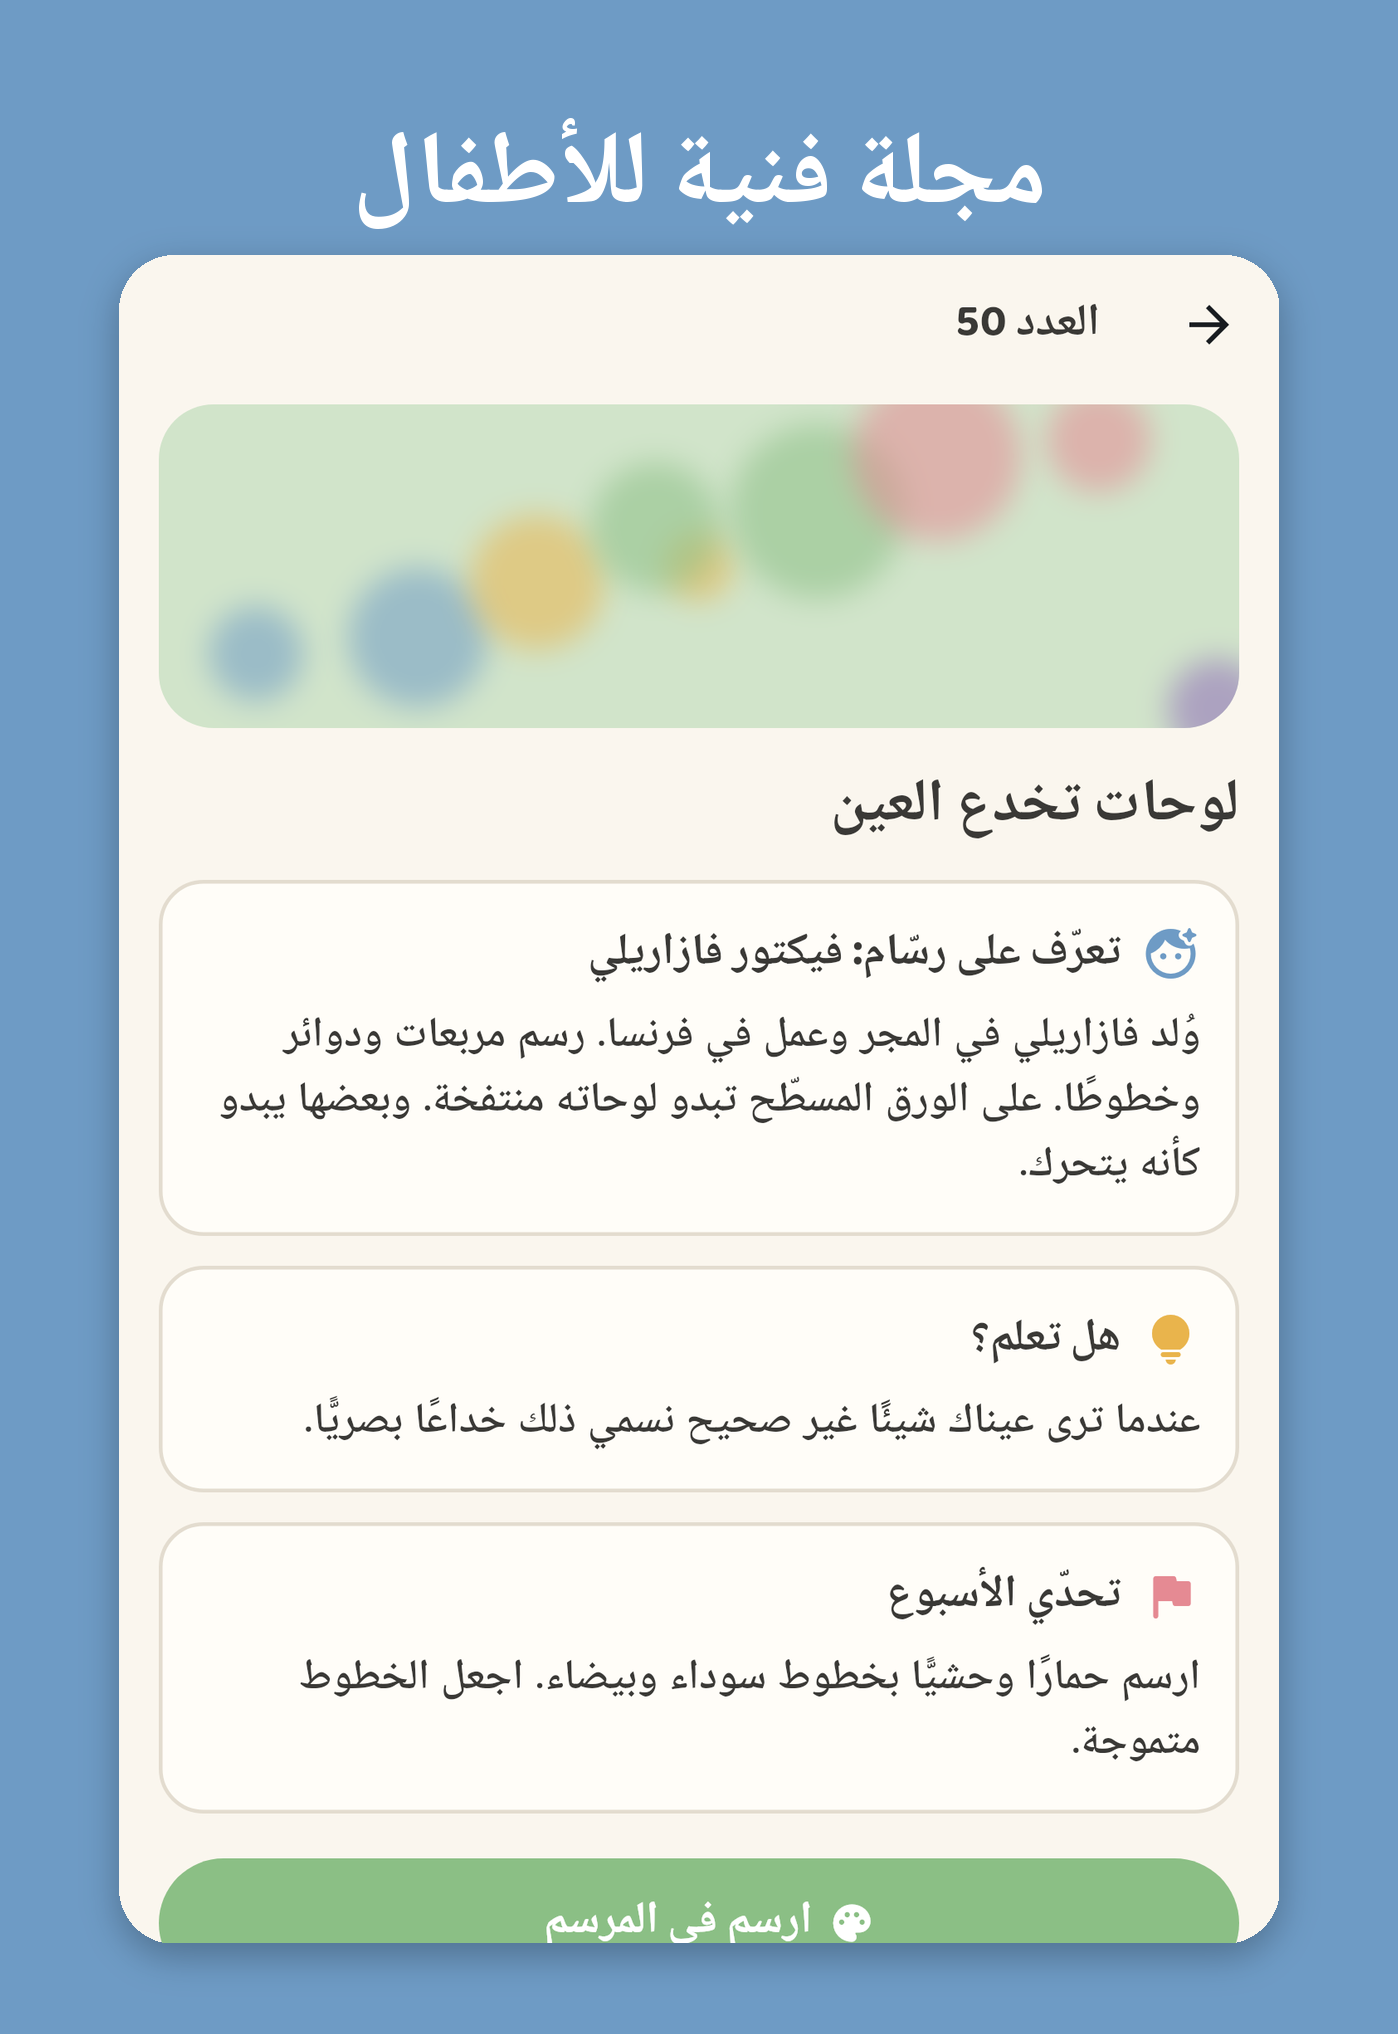 مجلة فنية للأطفال
العدد 50
لوحات تخدع العين
تعرّف على رسّام: فيكتور فازاريلي
وُلد فازاريلي في المجر وعمل في فرنسا. رسم مربعات ودوائر
وخطوطًا. على الورق المسطّح تبدو لوحاته منتفخة. وبعضها يبدو
كأنه يتحرك.
هل تعلم؟
عندما ترى عيناك شيئًا غير صحيح نسمي ذلك خداعًا بصريًّا.
تحدّي الأسبوع
ارسم حمارًا وحشيًّا بخطوط سوداء وبيضاء. اجعل الخطوط
متموجة.
ارسم في المرسم